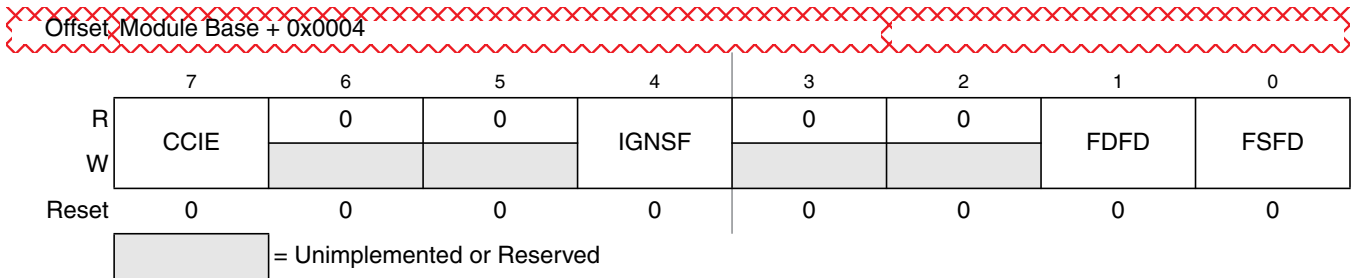 Offset Module Base + 0x0004
7 6 5 4 3 2 1 0
R CCIE 0 0 IGNSF 0 0 FDFD FSFD
W
Reset 0 0 0 0 0 0 0 0
= Unimplemented or Reserved